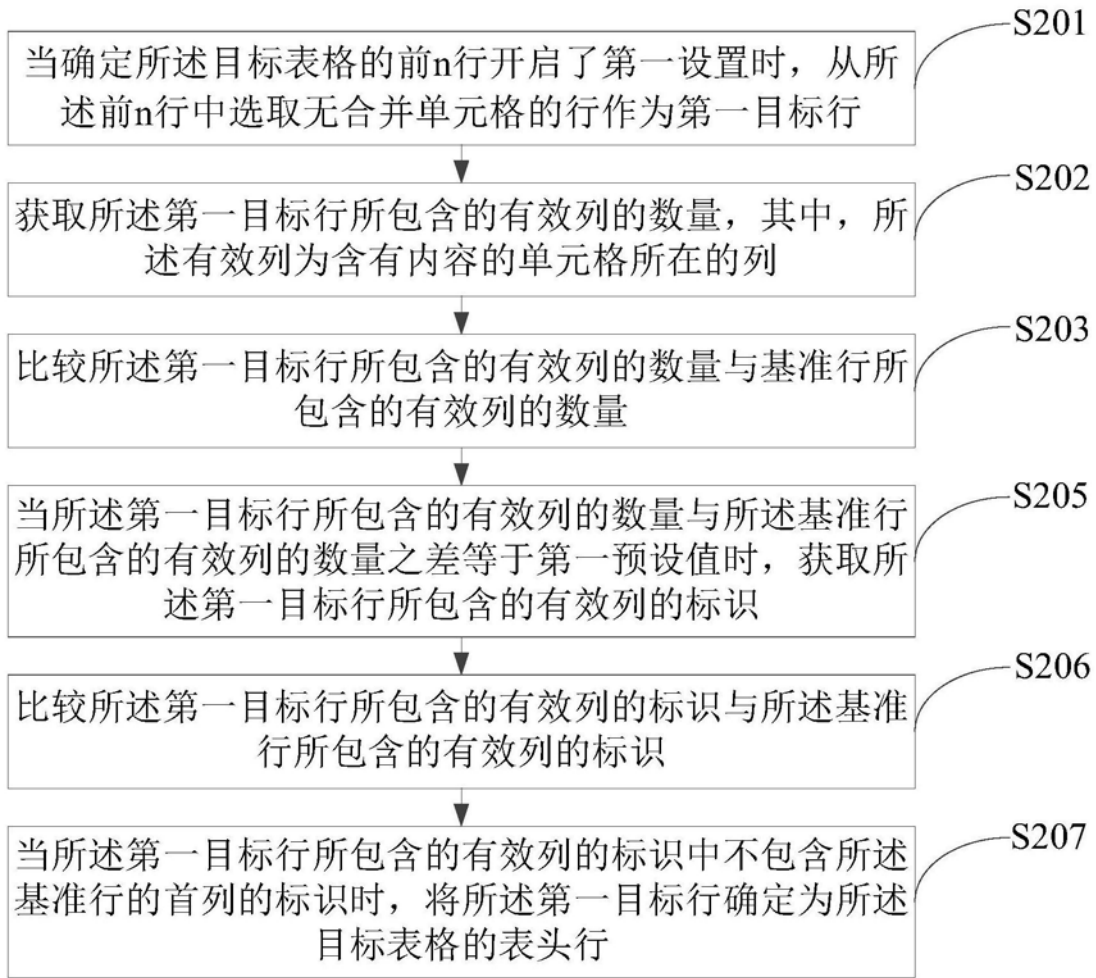 S201
当确定所述目标表格的前n行开启了第一设置时，从所
述前n行中选取无合并单元格的行作为第一目标行
S202
获取所述第一目标行所包含的有效列的数量，其中，所
述有效列为含有内容的单元格所在的列
S203
比较所述第一目标行所包含的有效列的数量与基准行所
包含的有效列的数量
S205
当所述第一目标行所包含的有效列的数量与所述基准行
所包含的有效列的数量之差等于第一预设值时，获取所
述第一目标行所包含的有效列的标识
S206
比较所述第一目标行所包含的有效列的标识与所述基准
行所包含的有效列的标识
S207
当所述第一目标行所包含的有效列的标识中不包含所述
基准行的首列的标识时，将所述第一目标行确定为所述
目标表格的表头行